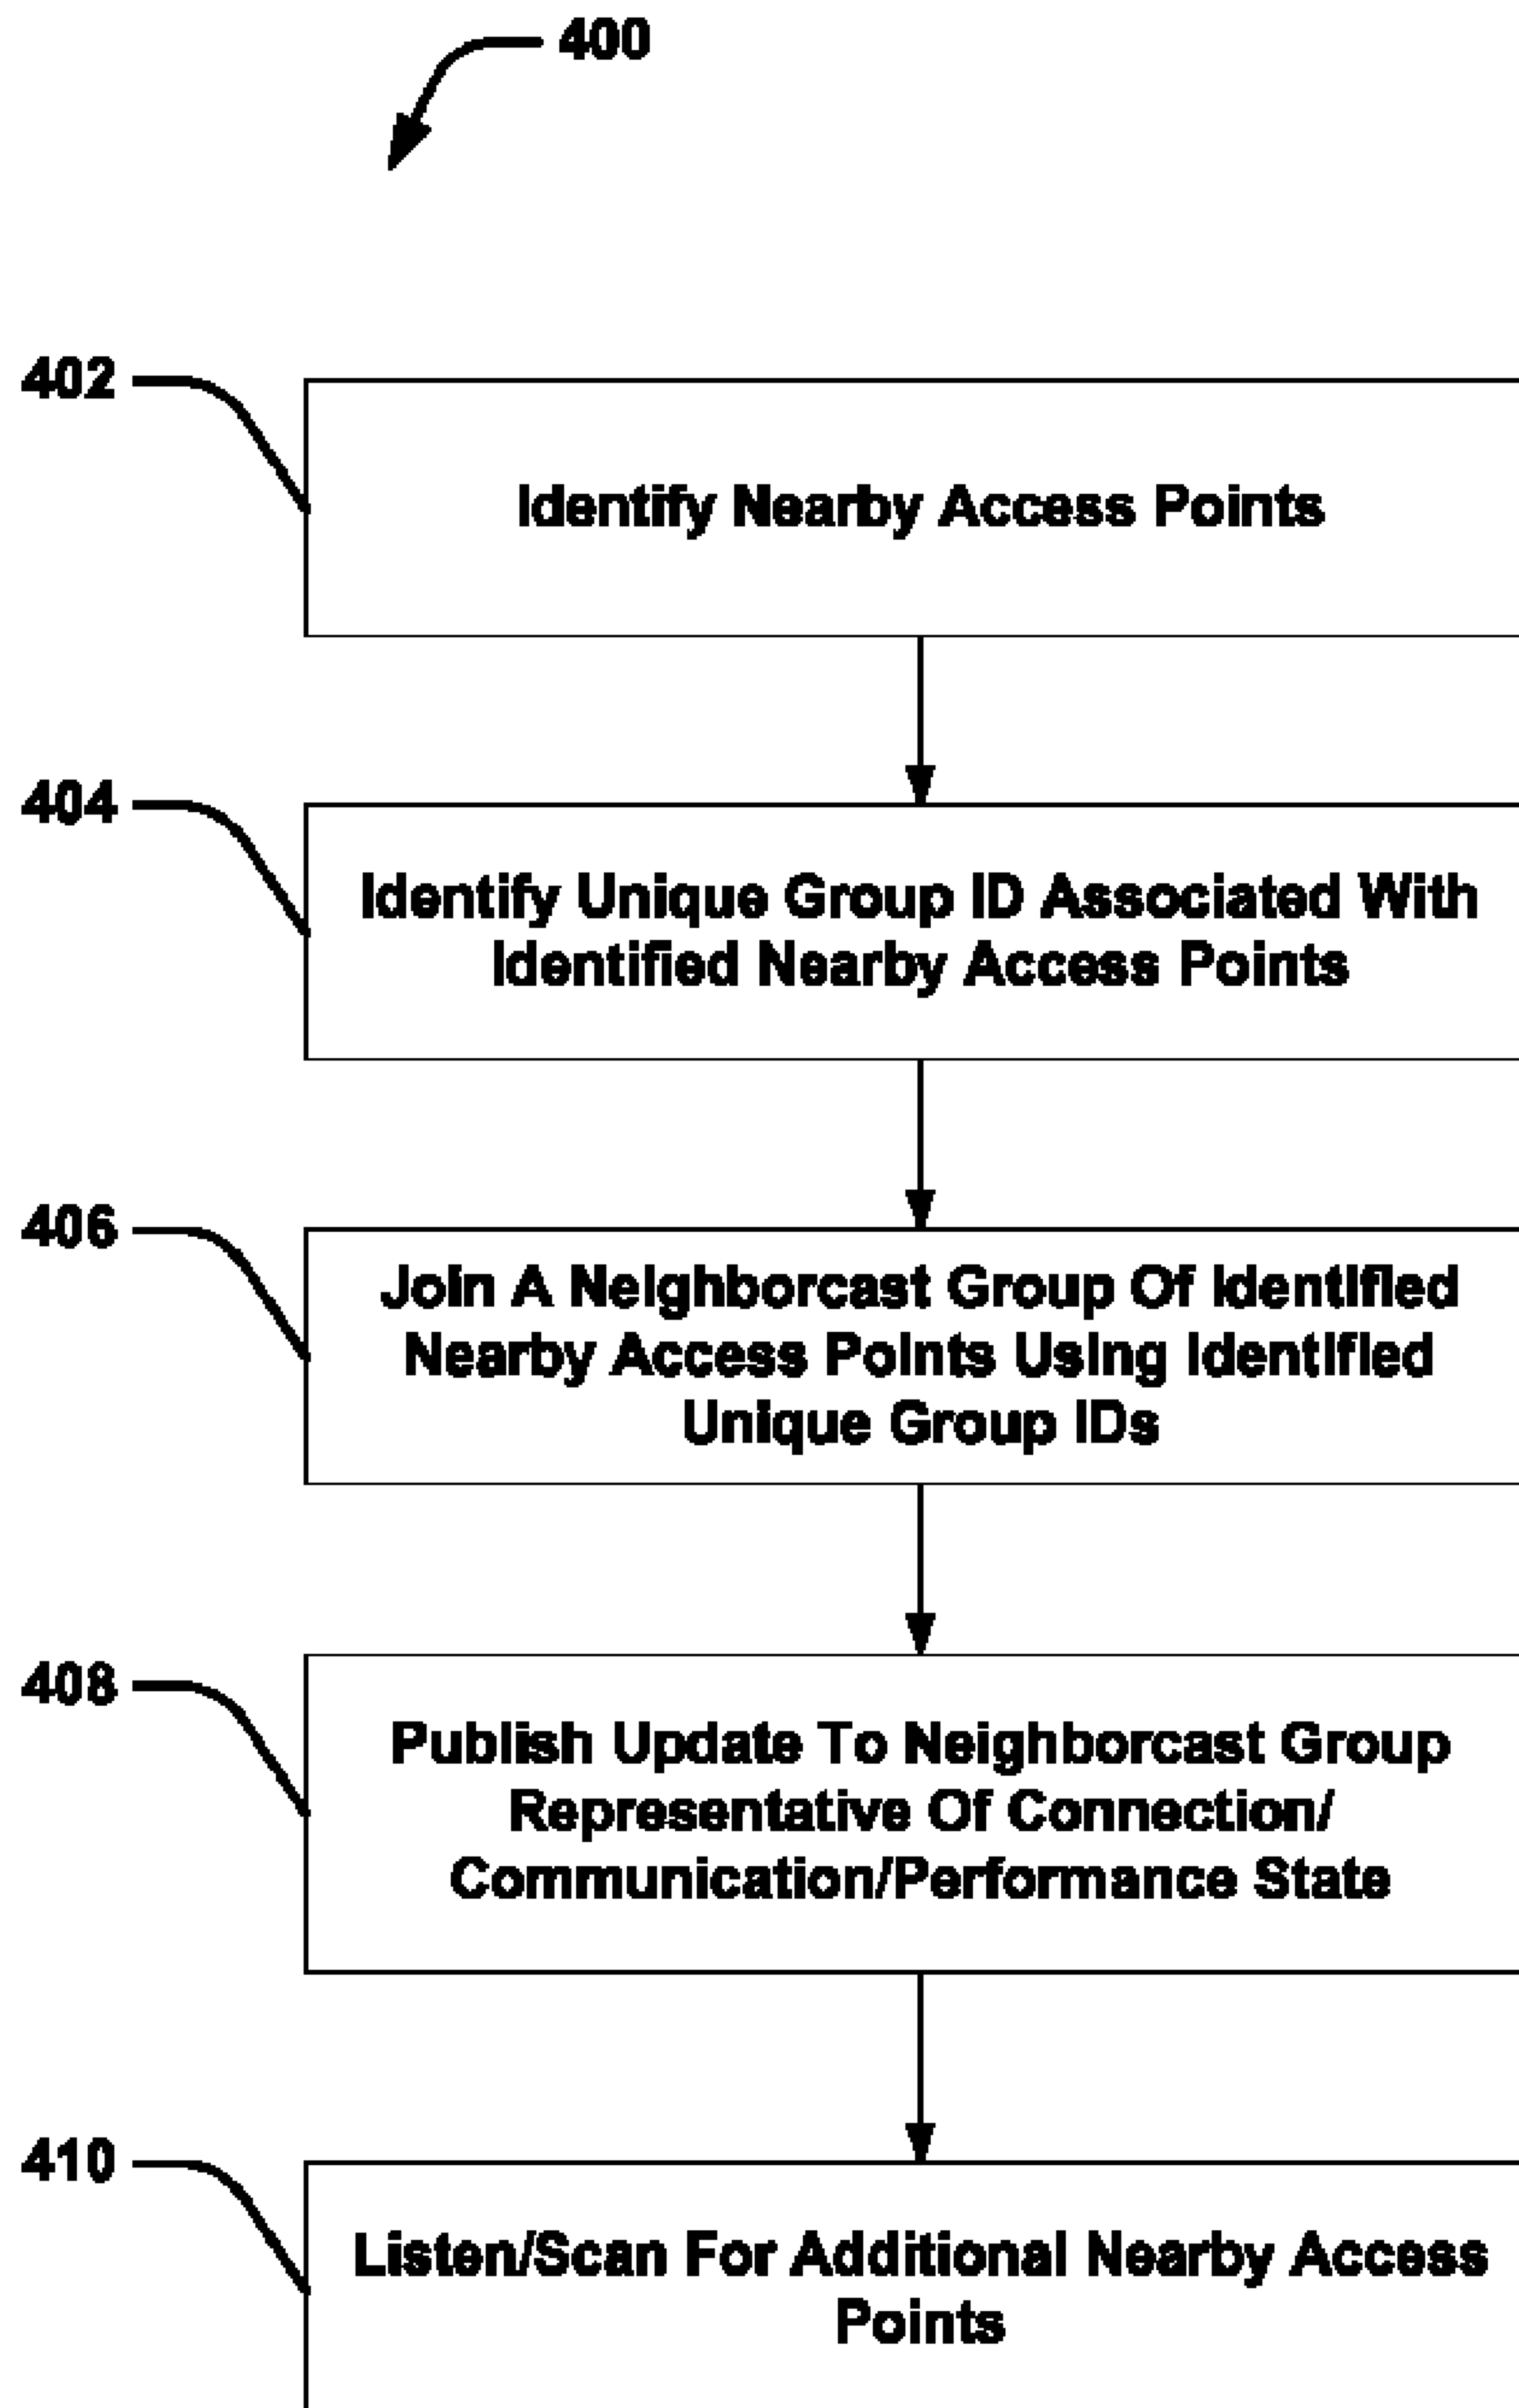 400
402
Identify Nearby Access Points
404
Identify Unique Group ID Associated With
Identified Nearby Access Points
406
Join A Neighborcast Group Of Identified
Nearby Access Points Using Identified
Unique Group IDs
408
Publish Update To Neighborcast Group
Representative Of Connection/
Communication/Performance State
410
Listen/Scan For Additional Nearby Access
Points